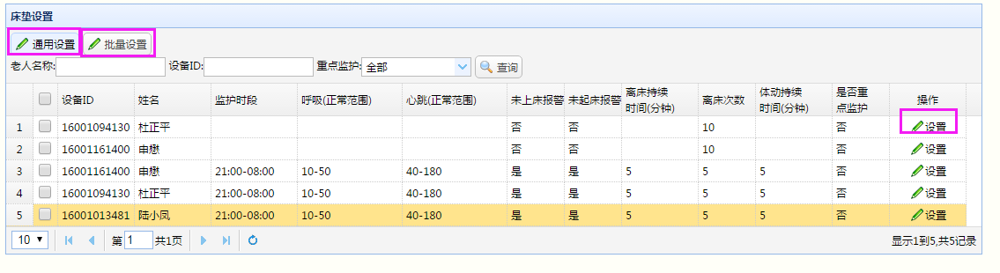 床垫设置
通用设置 批量设置
老人名称: 设备ID: 重点监护: 全部 查询
设备ID 姓名 监护时段 呼吸(正常范围) 心跳(正常范围) 未上床报警 未起床报警 离床持续时间(分钟) 离床次数 体动持续时间(分钟) 是否重点监护 操作
1 16001094130 杜正平 否 否 10 否 设置
2 16001161400 申懋 否 否 10 否 设置
3 16001161400 申懋 21:00-08:00 10-50 40-180 是 是 5 5 5 否 设置
4 16001094130 杜正平 21:00-08:00 10-50 40-180 是 是 5 5 5 否 设置
5 16001013481 陆小凤 21:00-08:00 10-50 40-180 是 是 5 5 5 否 设置
10 第 1 共1页 显示1到5,共5记录